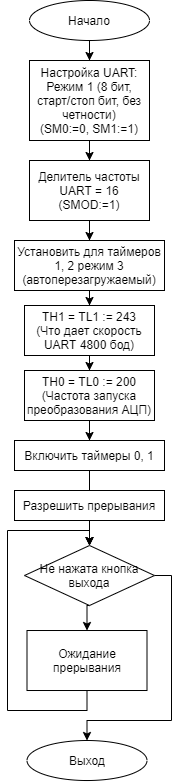 Начало
Настройка UART:
Режим 1 (8 бит,
старт/стоп бит, без
четности)
(SM0:=0, SM1:=1)
Делитель частоты
UART = 16
(SMOD:=1)
Установить для таймеров
1, 2 режим 3
(автоперезагружаемый)
TH1 = TL1 := 243
(Что дает скорость
UART 4800 бод)
TH0 = TL0 := 200
(Частота запуска
преобразования АЦП)
Включить таймеры 0, 1
Разрешить прерывания
Не нажата кнопка
выхода
Ожидание
прерывания
Выход